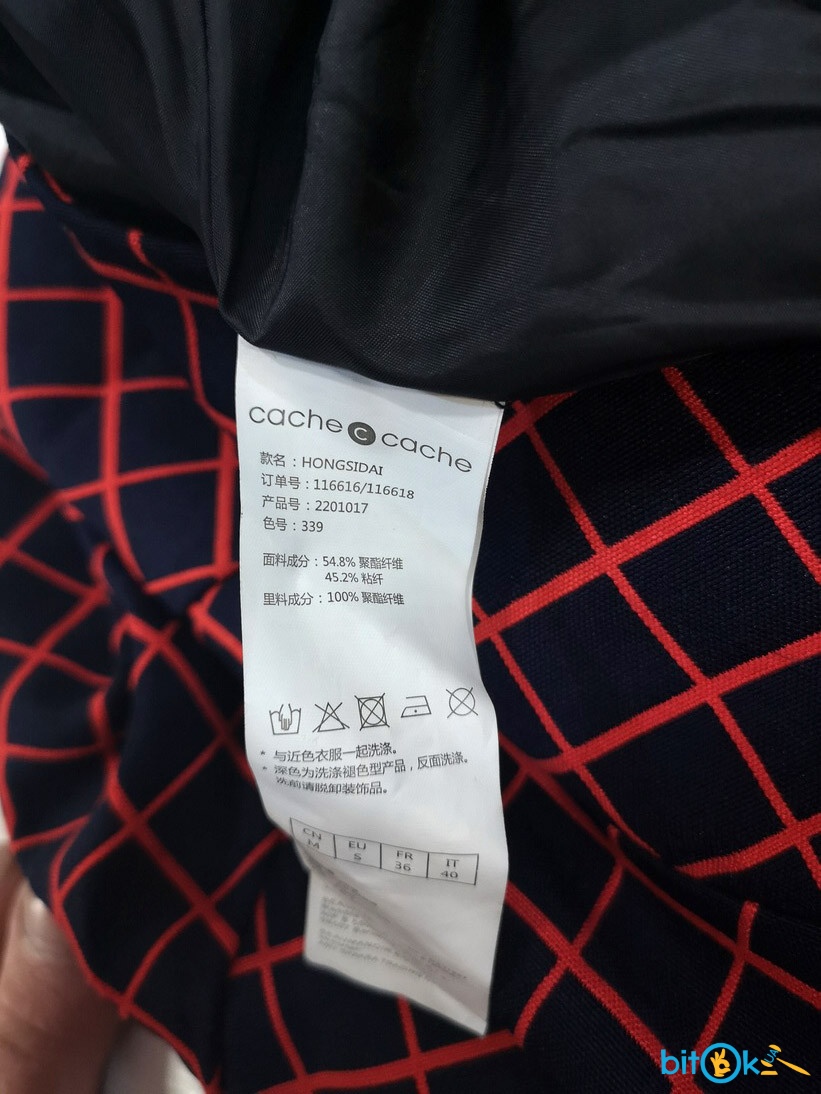 cache c cache
款名：HONGSIDAI
订单号：116616/116618
产品号：2201017
色号：339
面料成分：54.8% 聚酯纤维
45.2% 粘纤
里料成分：100% 聚酯纤维
* 与近色衣服一起洗涤。
* 深色为洗涤褪色型产品，反面洗涤。
洗前请脱卸装饰品。
CN EU FR IT
M S 36 40
bitOk UA